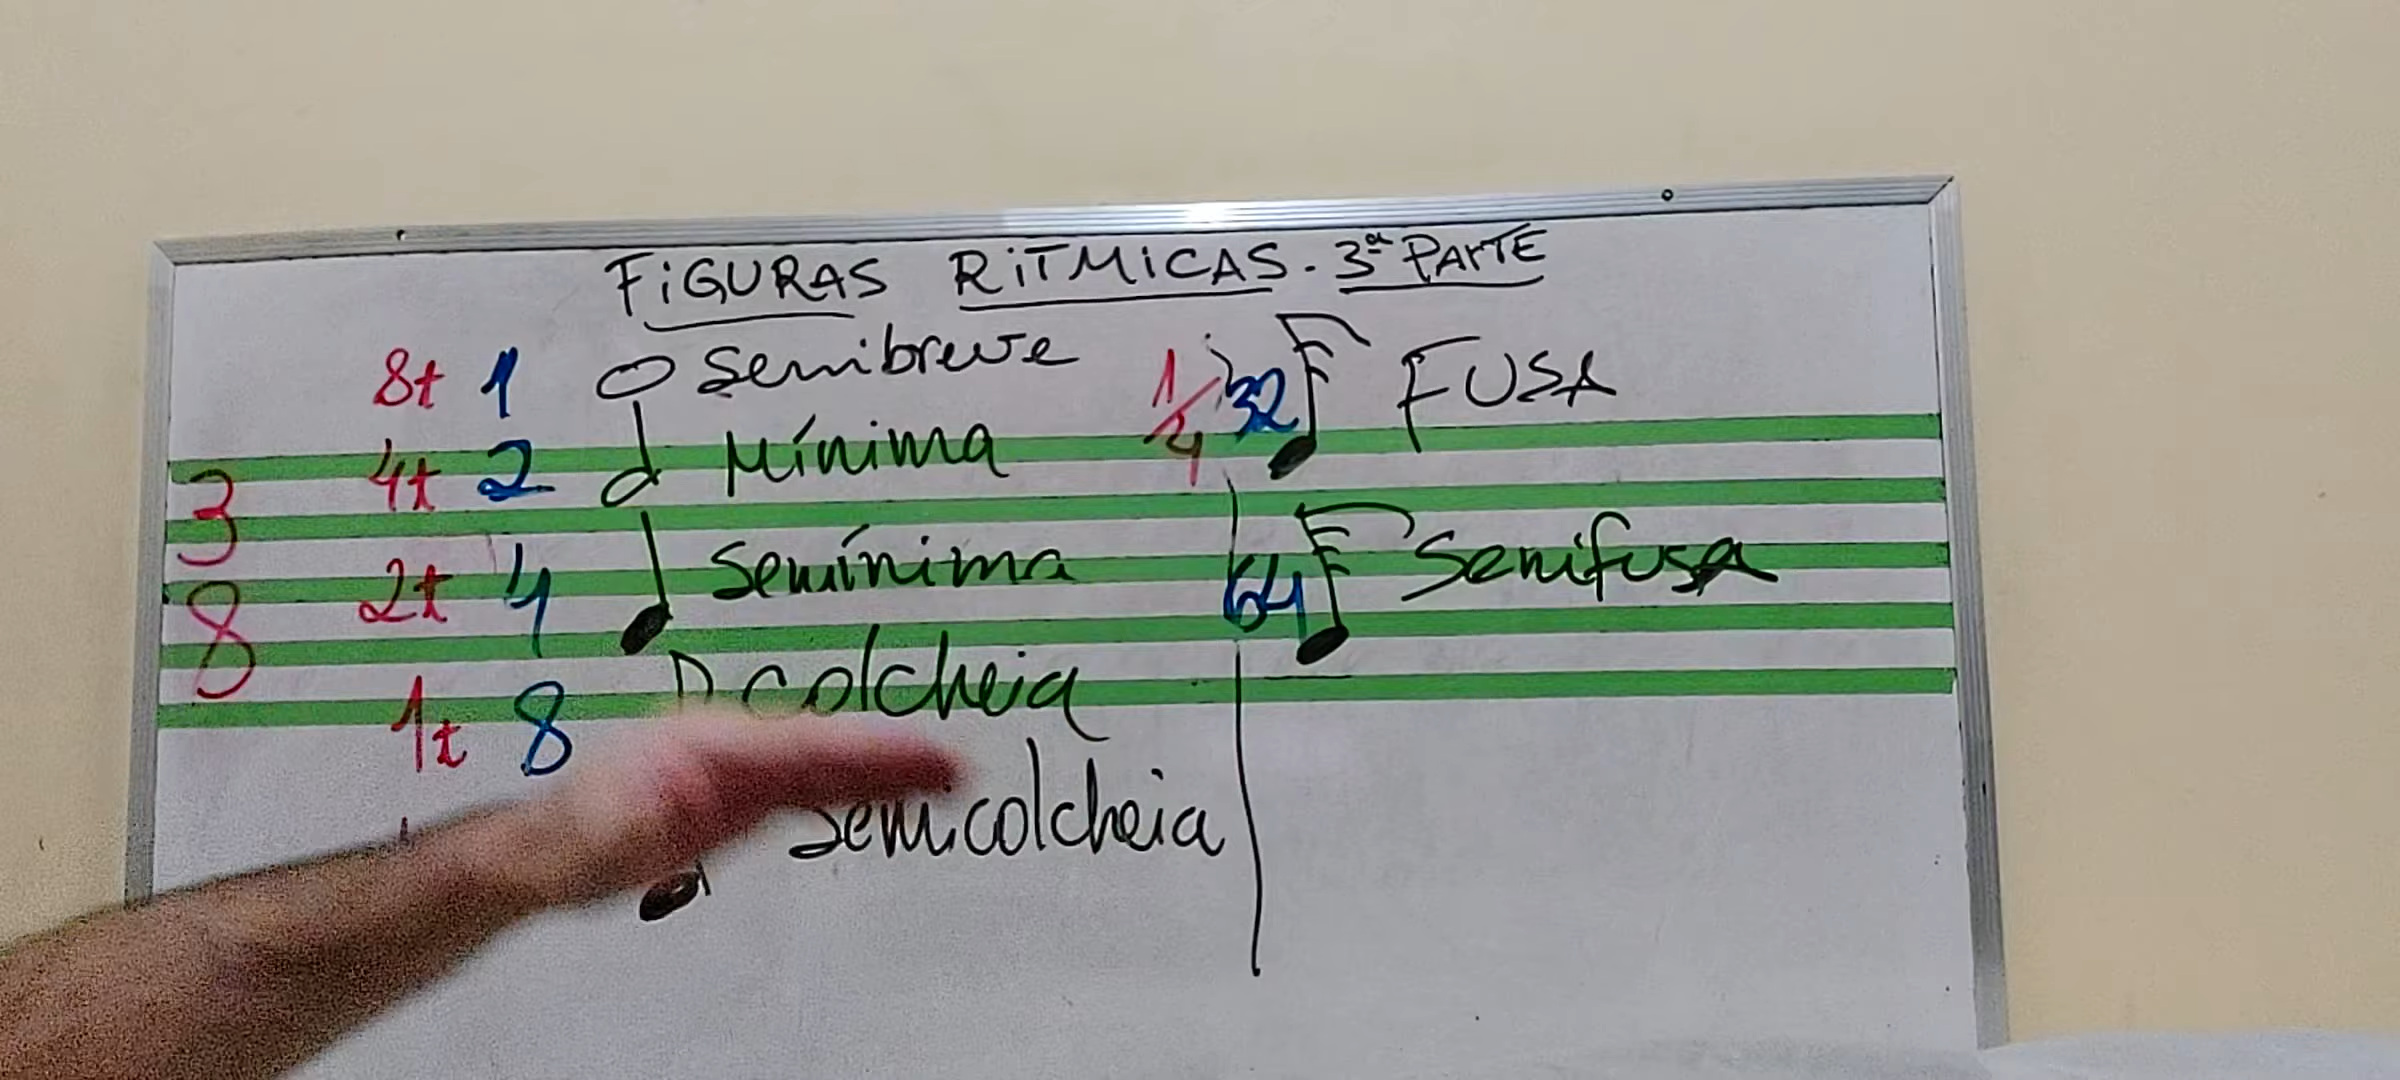 FiGURAS RiTMiCAS. 3ª PARTE
3
8
8t 1 semibreve
4t 2 Mínima
2t 4 Semínima
1t 8 colcheia
Semicolcheia
1/4 32 FUSA
64 Semifusa